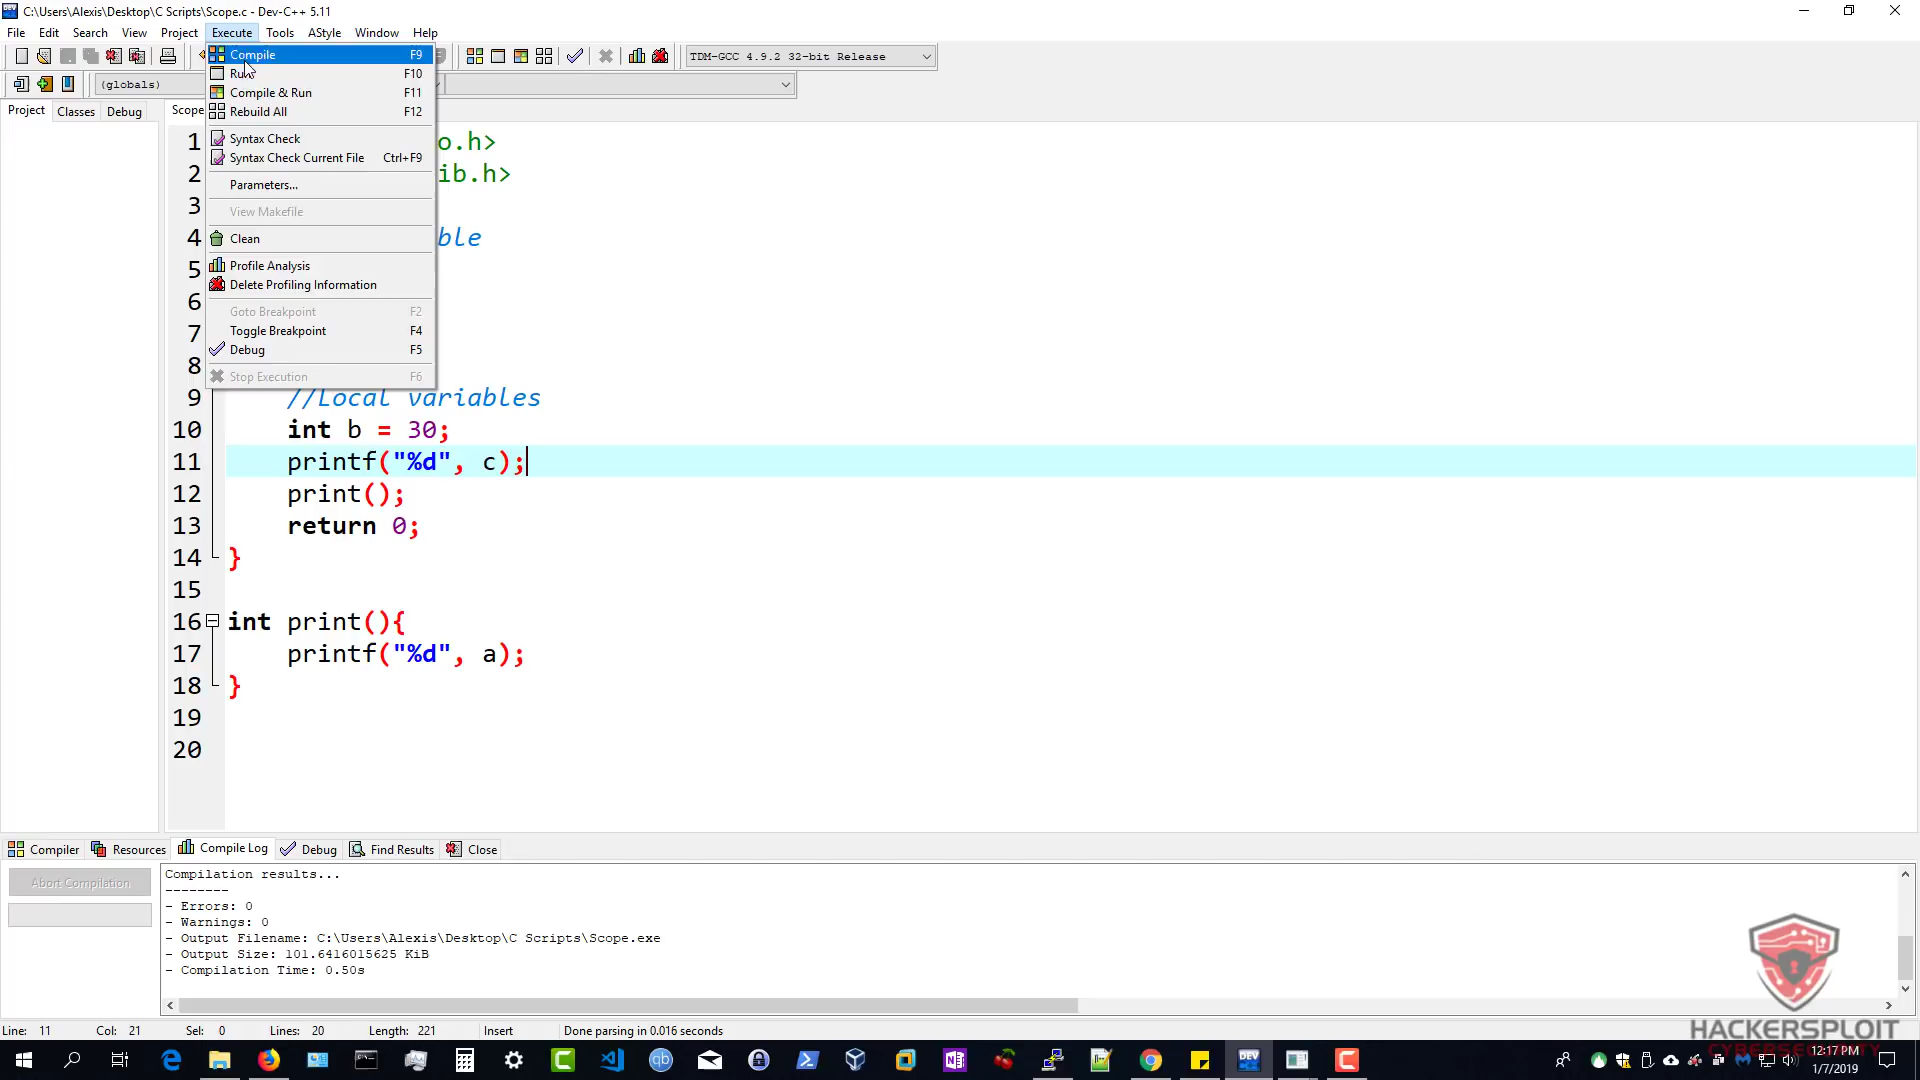 C:\Users\Alexis\Desktop\C Scripts\Scope.c - Dev-C++ 5.11
File Edit Search View Project Execute Tools AStyle Window Help
TDM-GCC 4.9.2 32-bit Release
(globals)
Project Classes Debug
Scope
Compile F9
Run F10
Compile & Run F11
Rebuild All F12
Syntax Check
Syntax Check Current File Ctrl+F9
Parameters...
View Makefile
Clean
Profile Analysis
Delete Profiling Information
Goto Breakpoint F2
Toggle Breakpoint F4
Debug F5
Stop Execution F6
1 o.h>
2 ib.h>
3
4 ble
5
6
7
8
9 //Local variables
10 int b = 30;
11 printf("%d", c);
12 print();
13 return 0;
14 }
15
16 int print(){
17 printf("%d", a);
18 }
19
20
Compiler Resources Compile Log Debug Find Results Close
Abort Compilation
Compilation results...
--------
- Errors: 0
- Warnings: 0
- Output Filename: C:\Users\Alexis\Desktop\C Scripts\Scope.exe
- Output Size: 101.6416015625 KiB
- Compilation Time: 0.50s
Line: 11 Col: 21 Sel: 0 Lines: 20 Length: 221 Insert Done parsing in 0.016 seconds
HACKERSPLOIT
12:17 PM
1/7/2019